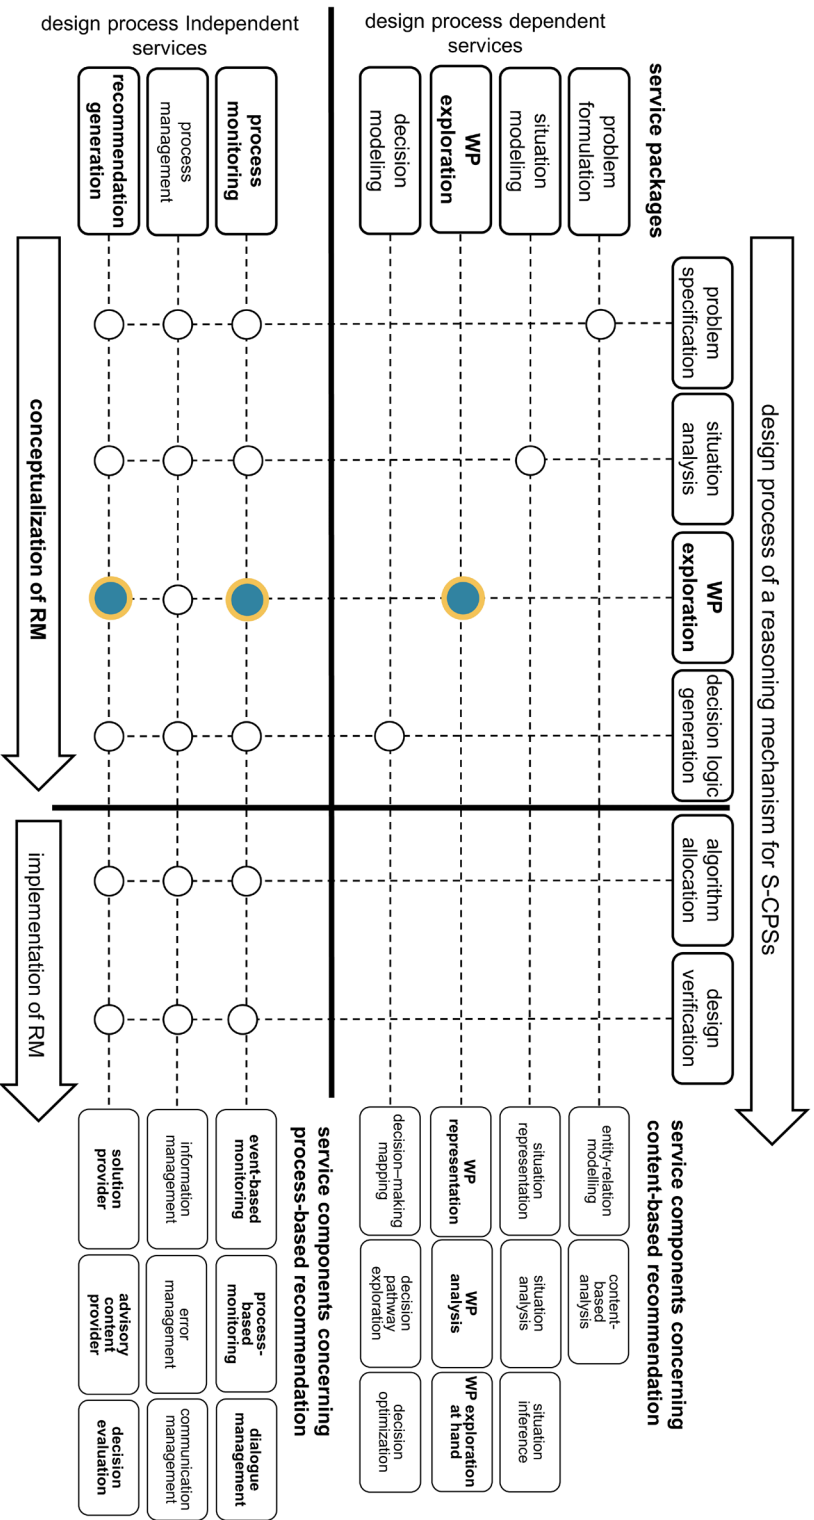 design process Independent
services
design process dependent
services
design process of a reasoning mechanism for S-CPSs
service packages
problem
specification
situation
analysis
WP
exploration
decision logic
generation
algorithm
allocation
design
verification
service components concerning
content-based recommendation
problem
formulation
entity-relation
modelling
content-
based
analysis
situation
modeling
situation
representation
situation
analysis
situation
inference
WP
exploration
WP
representation
WP
analysis
WP exploration
at hand
decision
modeling
decision–making
mapping
decision
pathway
exploration
decision
optimization
service components concerning
process-based recommendation
process
monitoring
event-based
monitoring
process-
based
monitoring
dialogue
management
process
management
information
management
error
management
communication
management
recommendation
generation
solution
provider
advisory
content
provider
decision
evaluation
conceptualization of RM
implementation of RM